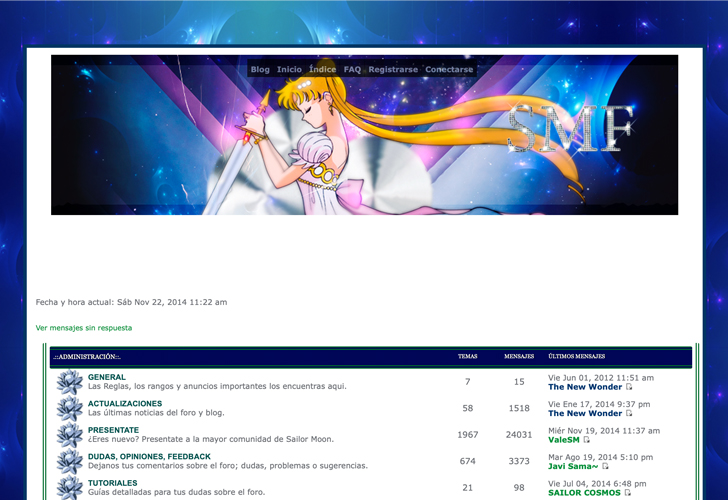 Blog Inicio Índice FAQ Registrarse Conectarse
SMF
Fecha y hora actual: Sáb Nov 22, 2014 11:22 am
Ver mensajes sin respuesta
.::ADMINISTRACIÓN::. TEMAS MENSAJES ÚLTIMOS MENSAJES
GENERAL
Las Reglas, los rangos y anuncios importantes los encuentras aqui.
7 15
Vie Jun 01, 2012 11:51 am
The New Wonder
ACTUALIZACIONES
Las últimas noticias del foro y blog.
58 1518
Vie Ene 17, 2014 9:37 pm
The New Wonder
PRESENTATE
¿Eres nuevo? Presentate a la mayor comunidad de Sailor Moon.
1967 24031
Miér Nov 19, 2014 11:37 am
ValeSM
DUDAS, OPINIONES, FEEDBACK
Dejanos tus comentarios sobre el foro; dudas, problemas o sugerencias.
674 3373
Mar Ago 19, 2014 5:10 pm
Javi Sama~
TUTORIALES
Guías detalladas para tus dudas sobre el foro.
21 98
Vie Jul 04, 2014 6:48 pm
SAILOR COSMOS